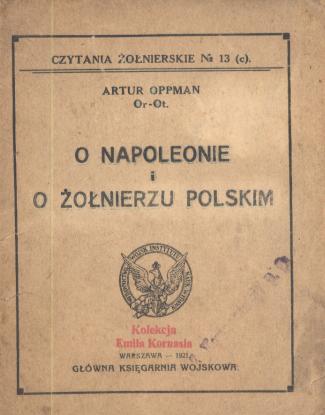 CZYTANIA ŻOŁNIERSKIE № 13 (c).
ARTUR OPPMAN
Or-Ot.
O NAPOLEONIE
i
O ŻOŁNIERZU POLSKIM
Kolekcja
Emila Kornasia
WARSZAWA — 1921
GŁÓWNA KSIĘGARNIA WOJSKOWA.